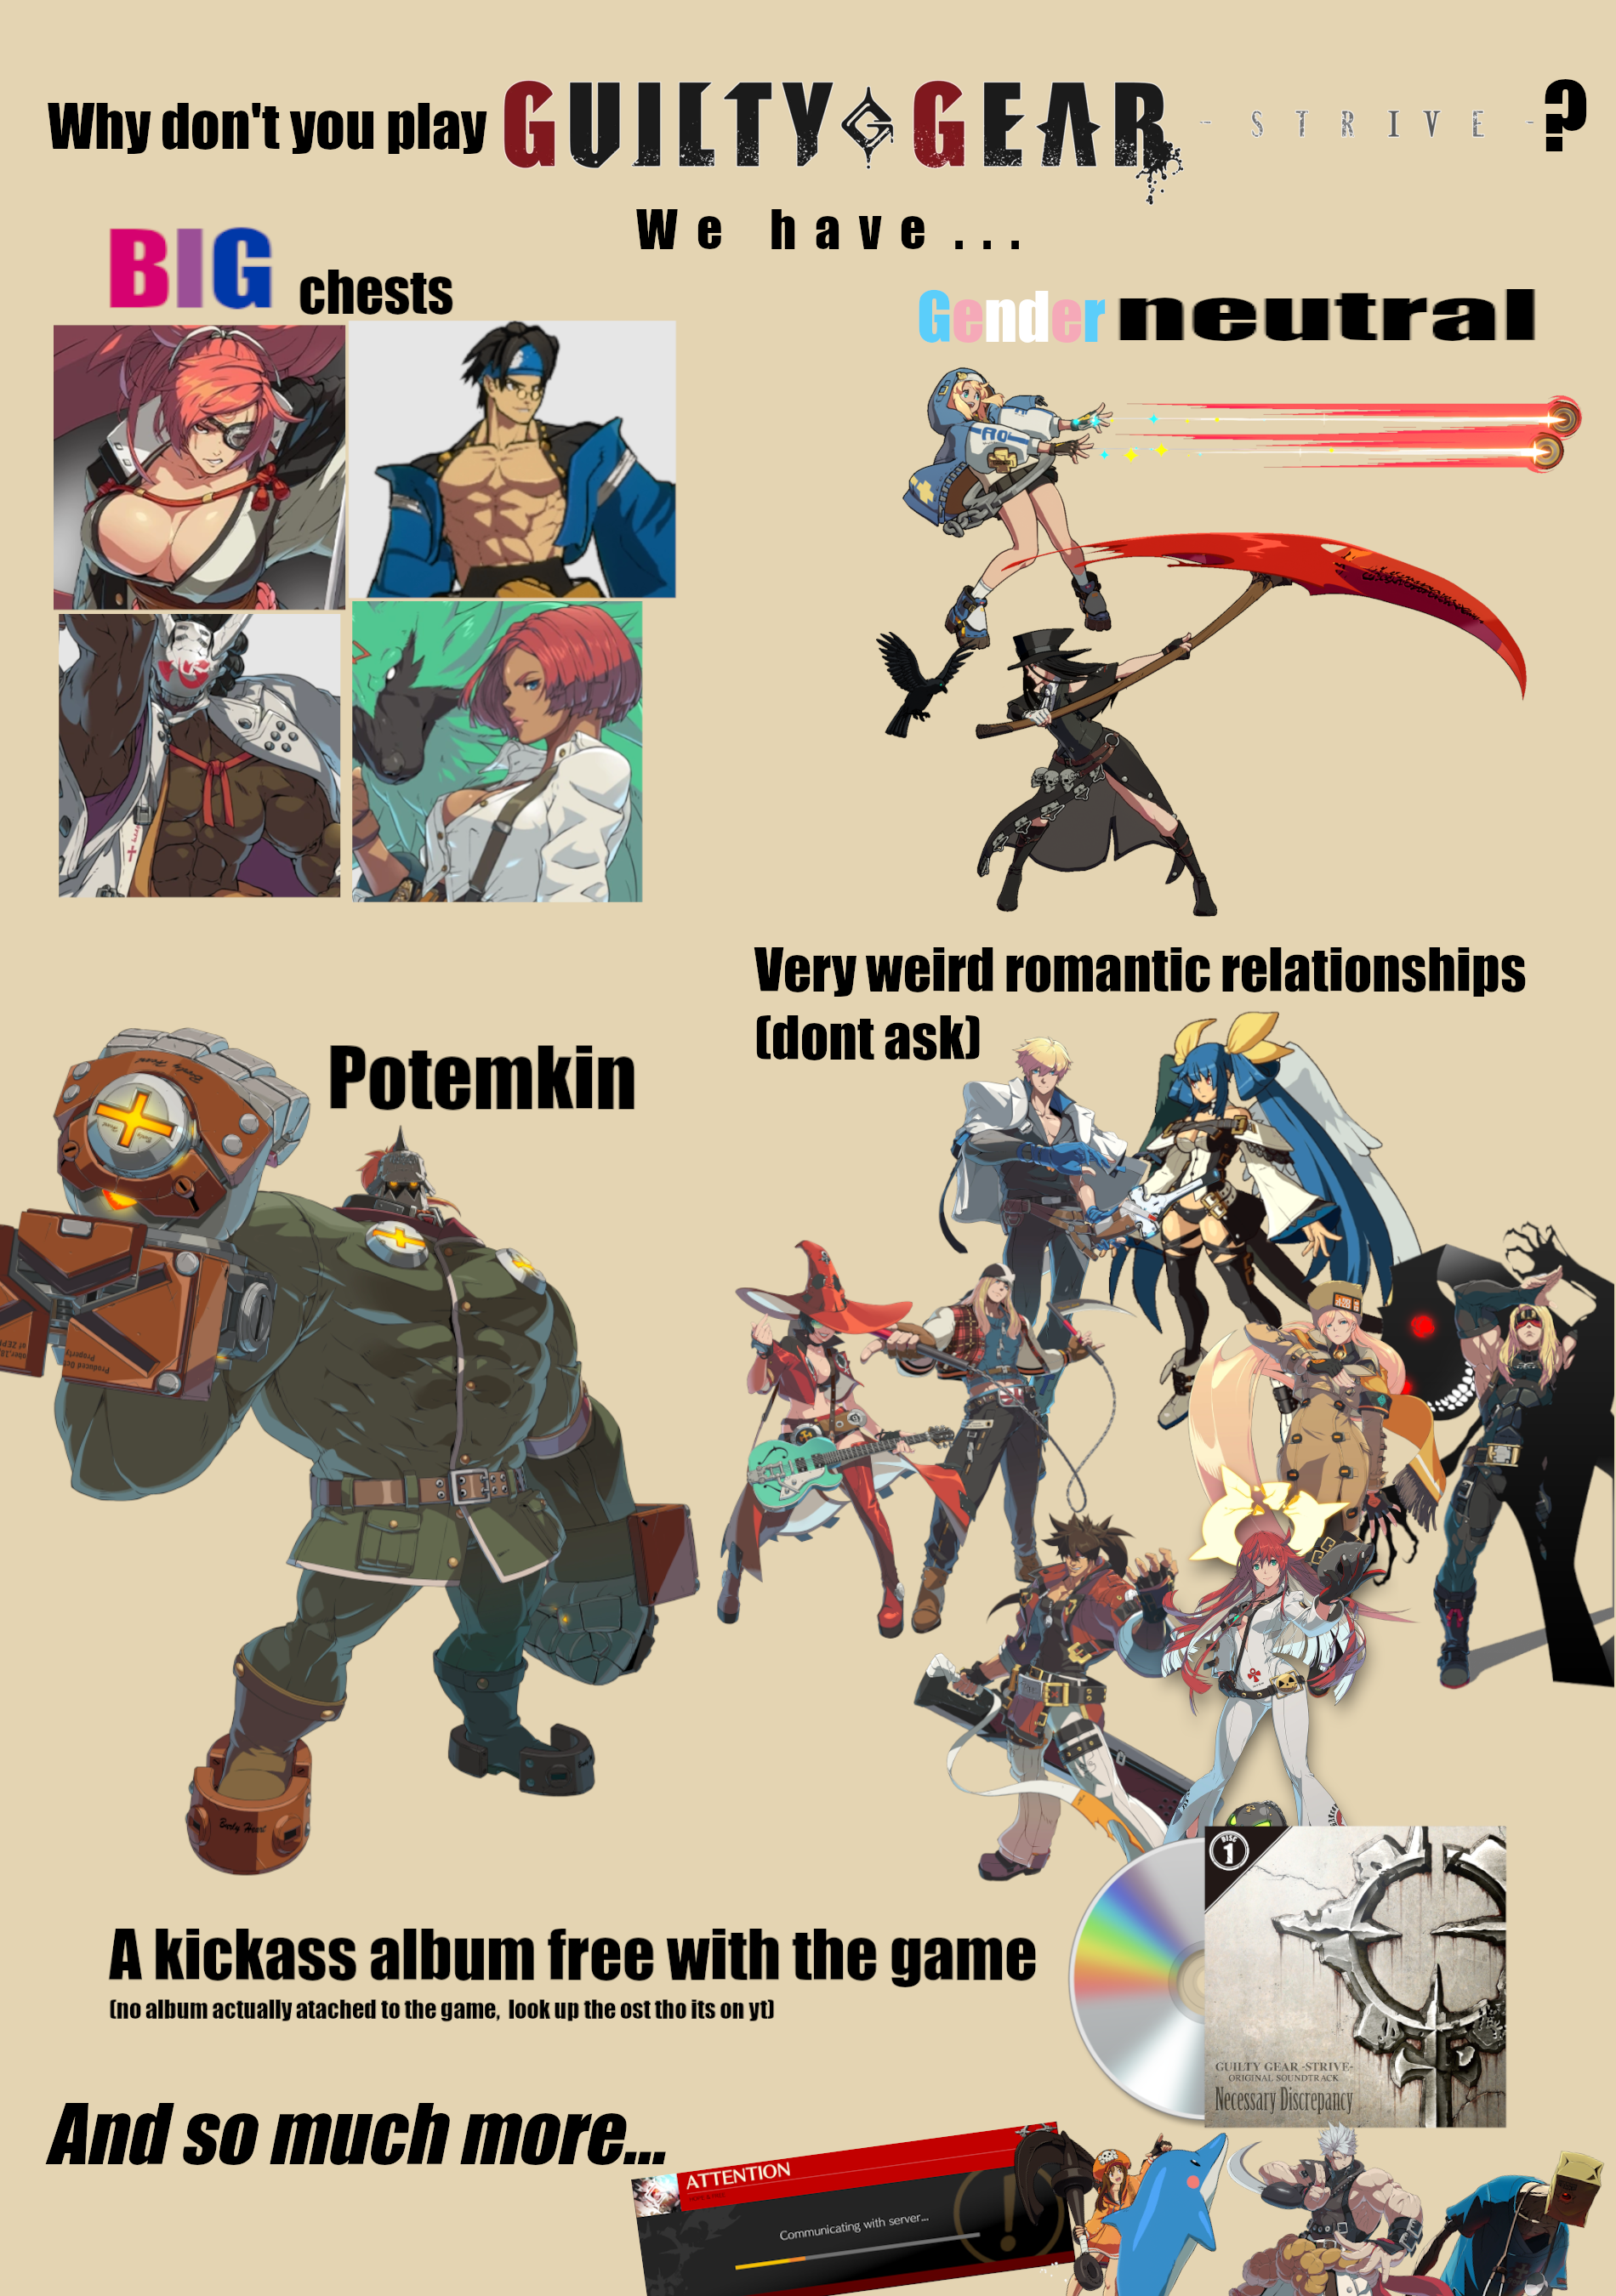 Why don't you play GUILTY GEAR - STRIVE - ?
We have...
BIG chests
Gender neutral
Very weird romantic relationships
(dont ask)
Potemkin
A kickass album free with the game
(no album actually atached to the game, look up the ost tho its on yt)
DISC
1
GUILTY GEAR -STRIVE-
ORIGINAL SOUNDTRACK
Necessary Discrepancy
And so much more...
ATTENTION
Communicating with server...